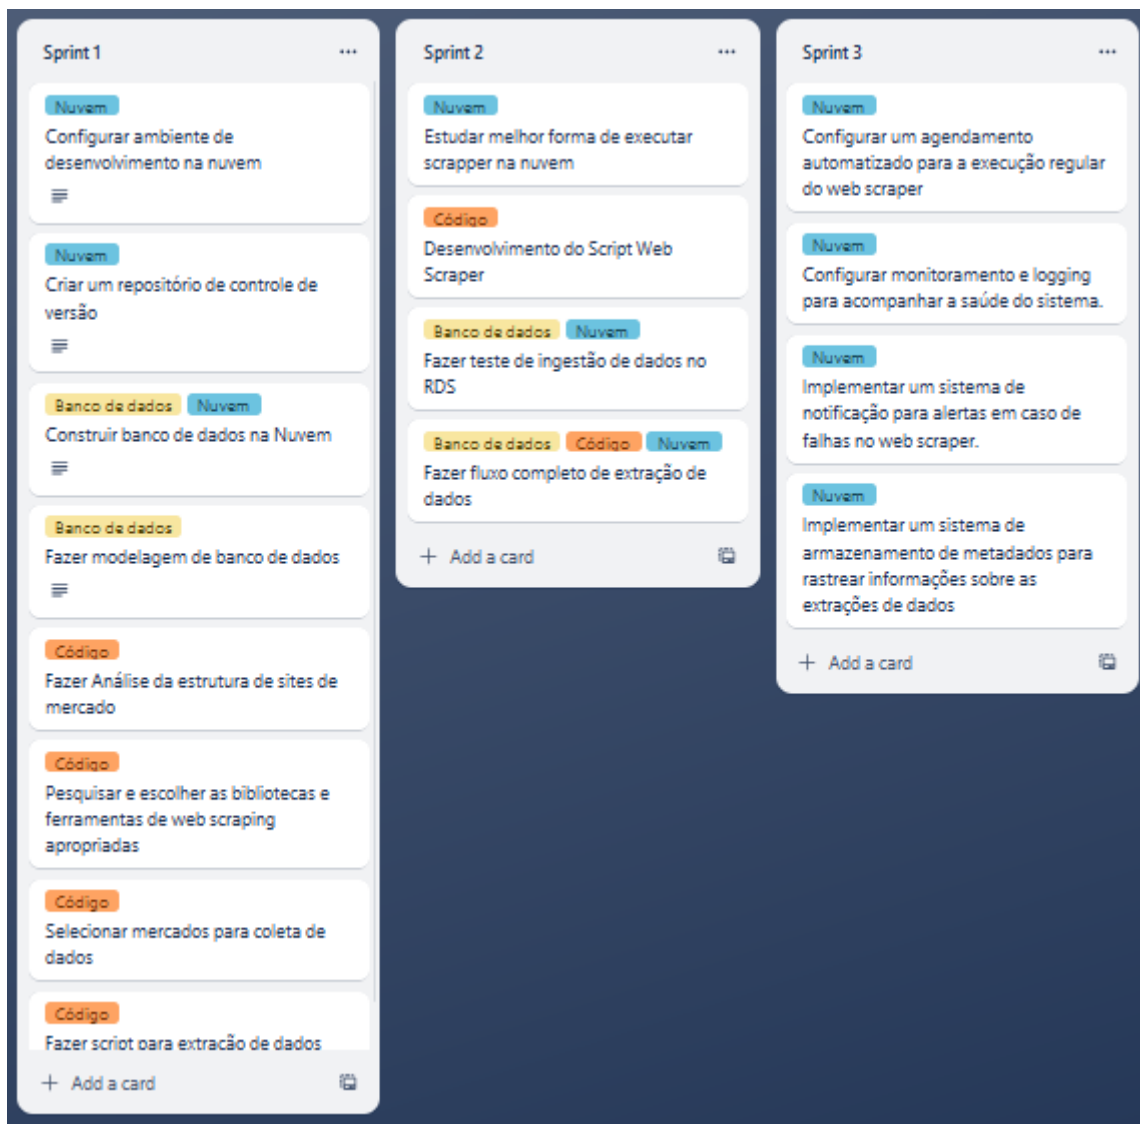 Sprint 1
Nuvem
Configurar ambiente de
desenvolvimento na nuvem
Nuvem
Criar um repositório de controle de
versão
Banco de dados Nuvem
Construir banco de dados na Nuvem
Banco de dados
Fazer modelagem de banco de dados
Código
Fazer Análise da estrutura de sites de
mercado
Código
Pesquisar e escolher as bibliotecas e
ferramentas de web scraping
apropriadas
Código
Selecionar mercados para coleta de
dados
Código
Fazer script para extração de dados
+ Add a card
Sprint 2
Nuvem
Estudar melhor forma de executar
scrapper na nuvem
Código
Desenvolvimento do Script Web
Scraper
Banco de dados Nuvem
Fazer teste de ingestão de dados no
RDS
Banco de dados Código Nuvem
Fazer fluxo completo de extração de
dados
+ Add a card
Sprint 3
Nuvem
Configurar um agendamento
automatizado para a execução regular
do web scraper
Nuvem
Configurar monitoramento e logging
para acompanhar a saúde do sistema.
Nuvem
Implementar um sistema de
notificação para alertas em caso de
falhas no web scraper.
Nuvem
Implementar um sistema de
armazenamento de metadados para
rastrear informações sobre as
extrações de dados
+ Add a card